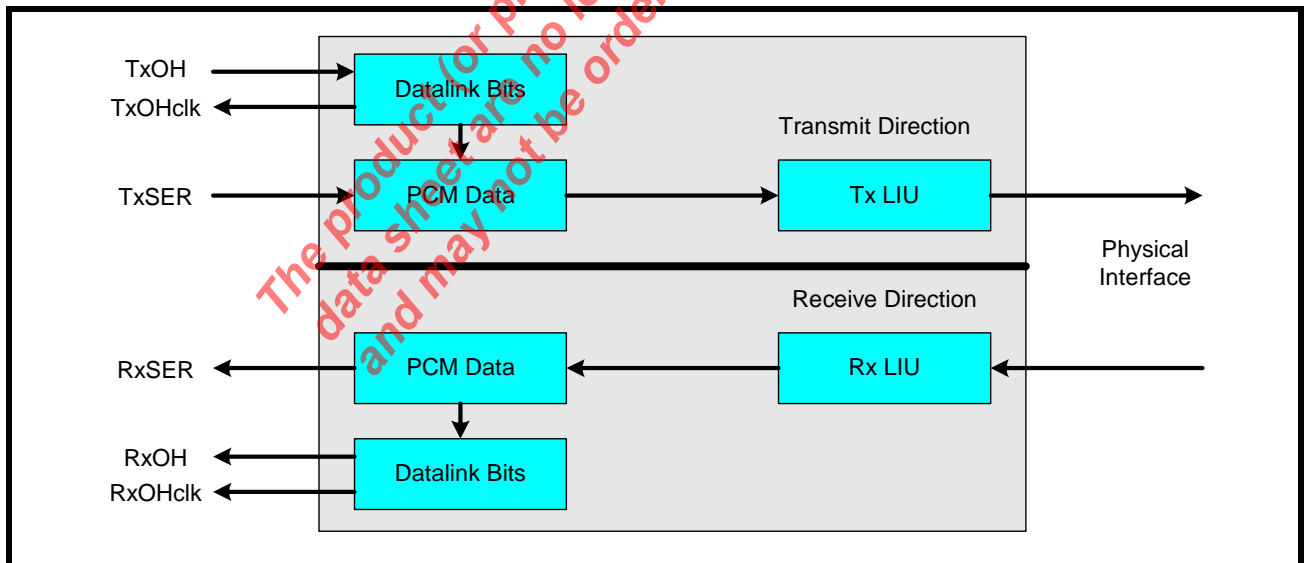 TxOH
TxOHclk
Datalink Bits
Transmit Direction
TxSER
PCM Data
Tx LIU
Physical
Interface
Receive Direction
RxSER
PCM Data
Rx LIU
RxOH
RxOHclk
Datalink Bits
The product (or
data sheet are no
and may not be